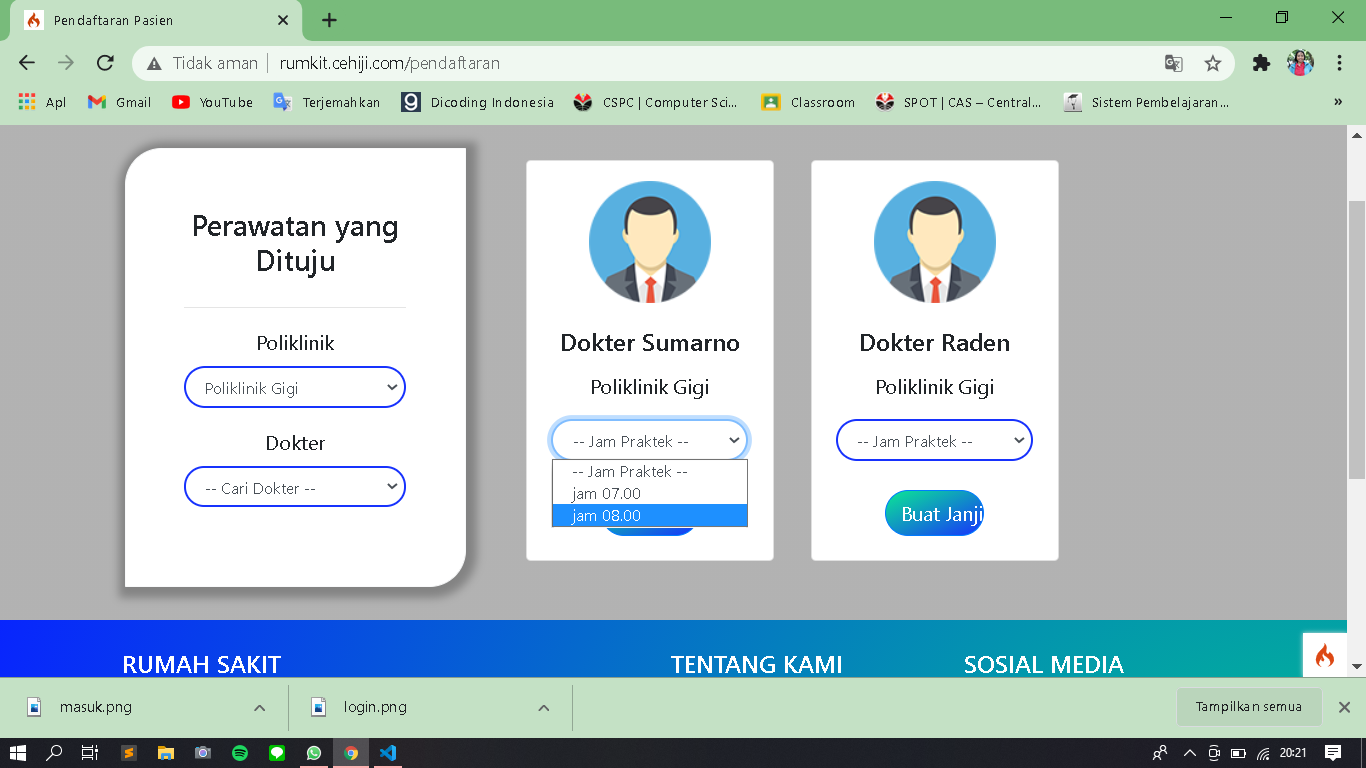 Pendaftaran Pasien
Tidak aman
rumkit.cehiji.com/pendaftaran
Apl
Gmail
YouTube
Terjemahkan
Dicoding Indonesia
CSPC | Computer Sci...
Classroom
SPOT | CAS – Central...
Sistem Pembelajaran...
»
Perawatan yang
Dituju
Poliklinik
Poliklinik Gigi
Dokter
-- Cari Dokter --
Dokter Sumarno
Poliklinik Gigi
-- Jam Praktek --
-- Jam Praktek --
jam 07.00
jam 08.00
Dokter Raden
Poliklinik Gigi
-- Jam Praktek --
Buat Janji
RUMAH SAKIT
TENTANG KAMI
SOSIAL MEDIA
masuk.png
login.png
Tampilkan semua
20:21